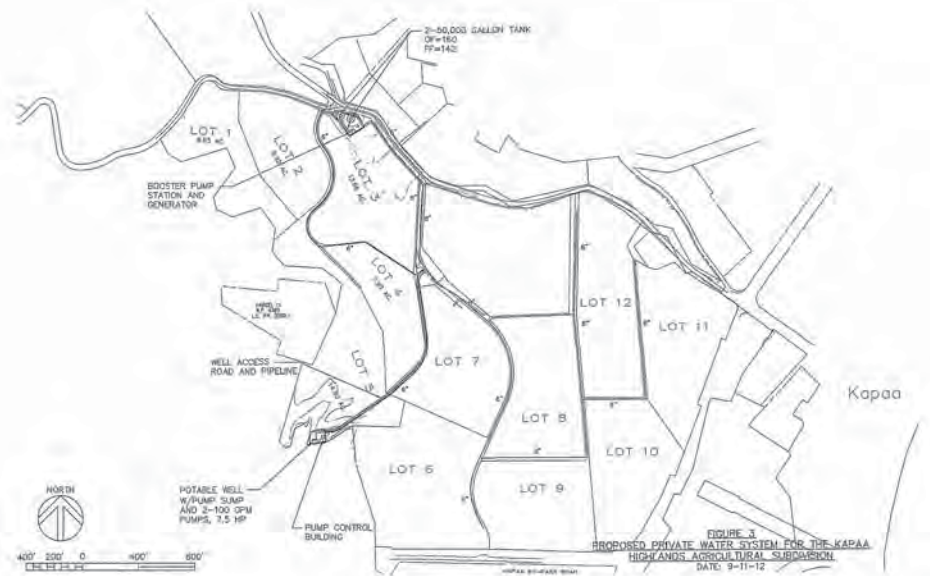 2-50,000 GALLON TANK
OF=160
FF=142
LOT 1
LOT 2
LOT 3
BOOSTER PUMP
STATION AND
GENERATOR
LOT 4
LOT 12
LOT 11
WELL ACCESS
ROAD AND PIPELINE
LOT 5
LOT 7
Kapaa
LOT 8
LOT 6
LOT 9
LOT 10
NORTH
POTABLE WELL
W/PUMP SUMP
AND 2-100 GPM
PUMPS, 7.5 HP
PUMP CONTROL
BUILDING
400' 200' 0 400' 800'
KAPAA BY-PASS ROAD
FIGURE 3
PROPOSED PRIVATE WATER SYSTEM FOR THE KAPAA
HIGHLANDS AGRICULTURAL SUBDIVISION
DATE: 9-11-12